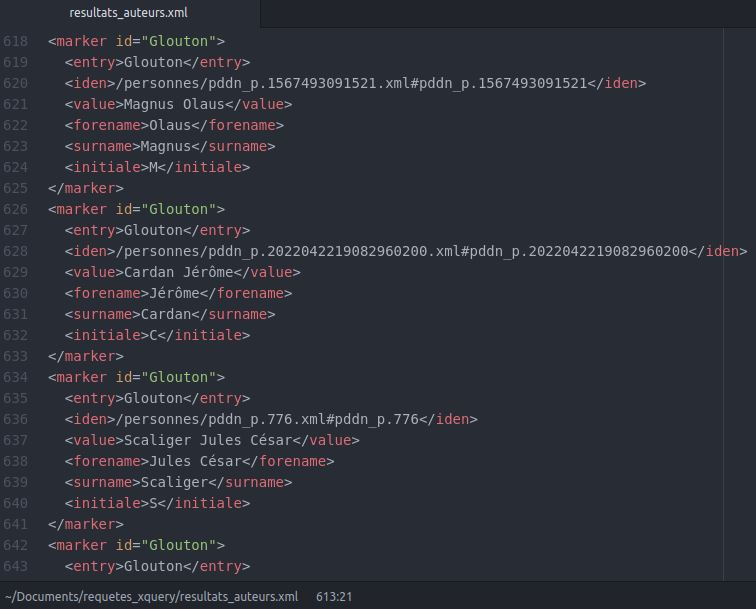 resultats_auteurs.xml
618 <marker id="Glouton">
619 <entry>Glouton</entry>
620 <iden>/personnes/pddn_p.1567493091521.xml#pddn_p.1567493091521</iden>
621 <value>Magnus Olaus</value>
622 <forename>Olaus</forename>
623 <surname>Magnus</surname>
624 <initiale>M</initiale>
625 </marker>
626 <marker id="Glouton">
627 <entry>Glouton</entry>
628 <iden>/personnes/pddn_p.2022042219082960200.xml#pddn_p.2022042219082960200</iden>
629 <value>Cardan Jérôme</value>
630 <forename>Jérôme</forename>
631 <surname>Cardan</surname>
632 <initiale>C</initiale>
633 </marker>
634 <marker id="Glouton">
635 <entry>Glouton</entry>
636 <iden>/personnes/pddn_p.776.xml#pddn_p.776</iden>
637 <value>Scaliger Jules César</value>
638 <forename>Jules César</forename>
639 <surname>Scaliger</surname>
640 <initiale>S</initiale>
641 </marker>
642 <marker id="Glouton">
643 <entry>Glouton</entry>
~/Documents/requetes_xquery/resultats_auteurs.xml 613:21